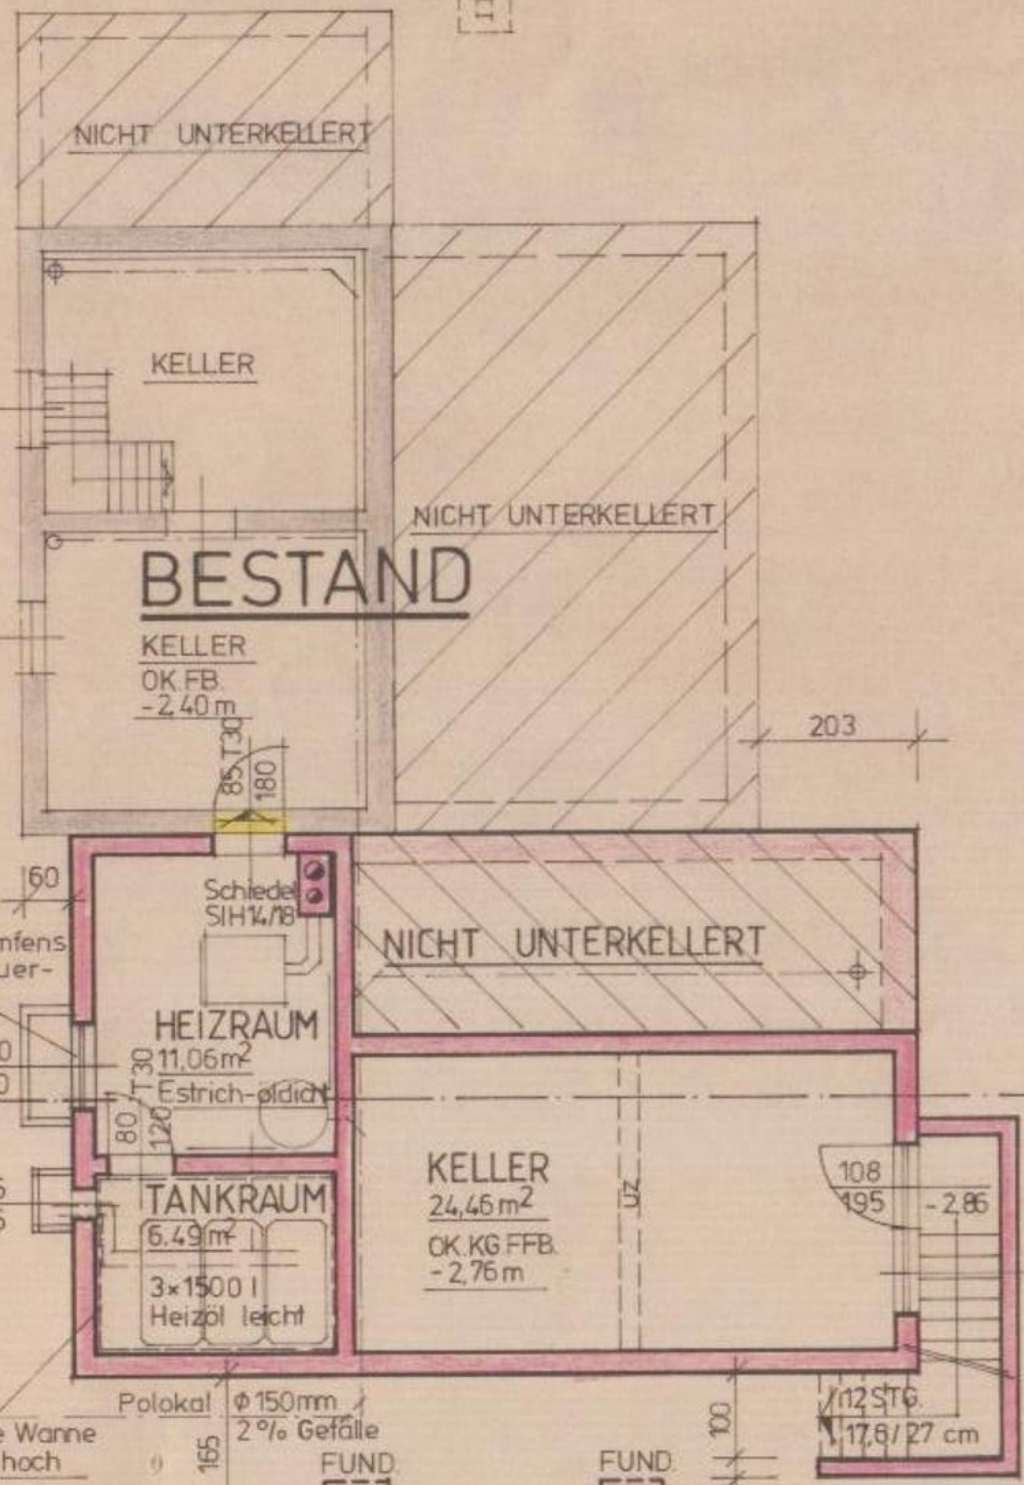 NICHT UNTERKELLERT
KELLER
NICHT UNTERKELLERT
BESTAND
KELLER
OK.FB.
-2,40 m
85 T30
180
203
60
Schiedel
SIH 14/18
NICHT UNTERKELLERT
HEIZRAUM
11,06 m²
Estrich-öldicht
T30
80
120
TANKRAUM
6.49 m²
3×1500 l
Heizöl leicht
KELLER
24,46 m²
OK.KG.FFB.
-2,76 m
UZ
108
195
-2,86
Polokal Ø 150mm
2% Gefälle
165
100
12 STG.
17,6/27 cm
Wanne
hoch
FUND.
FUND.